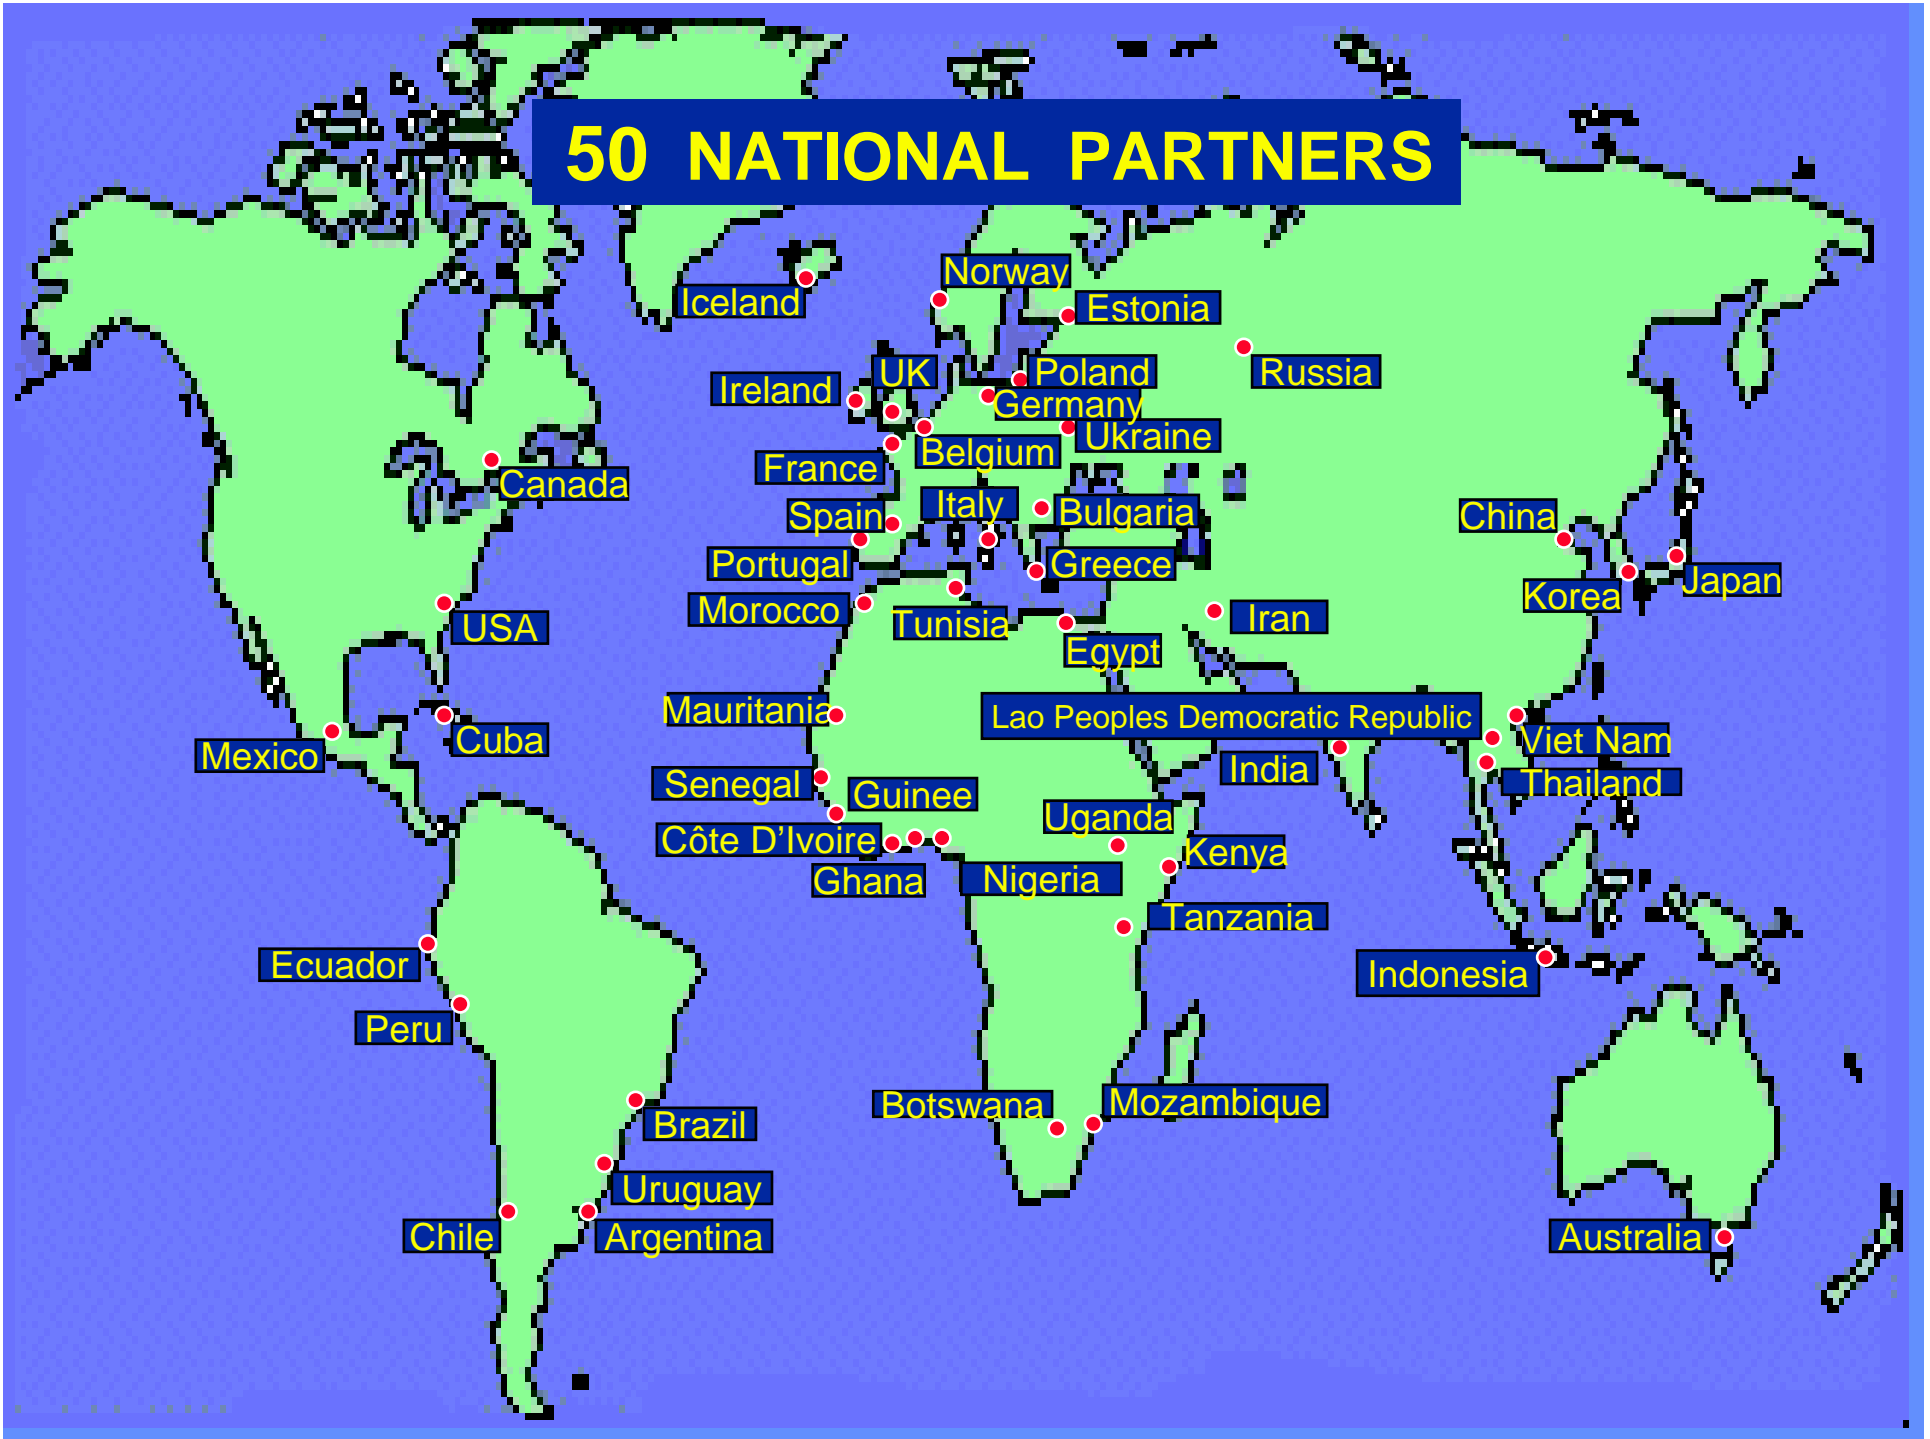 50 NATIONAL PARTNERS
Norway
Iceland
Estonia
UK
Poland
Russia
Ireland
Germany
Ukraine
Belgium
France
Canada
Italy
Bulgaria
Spain
China
Portugal
Greece
Japan
Korea
Morocco
Tunisia
Iran
USA
Egypt
Mauritania
Lao Peoples Democratic Republic
Cuba
Viet Nam
Mexico
India
Senegal
Thailand
Guinee
Uganda
Côte D'Ivoire
Kenya
Ghana
Nigeria
Tanzania
Ecuador
Indonesia
Peru
Botswana
Mozambique
Brazil
Uruguay
Chile
Argentina
Australia